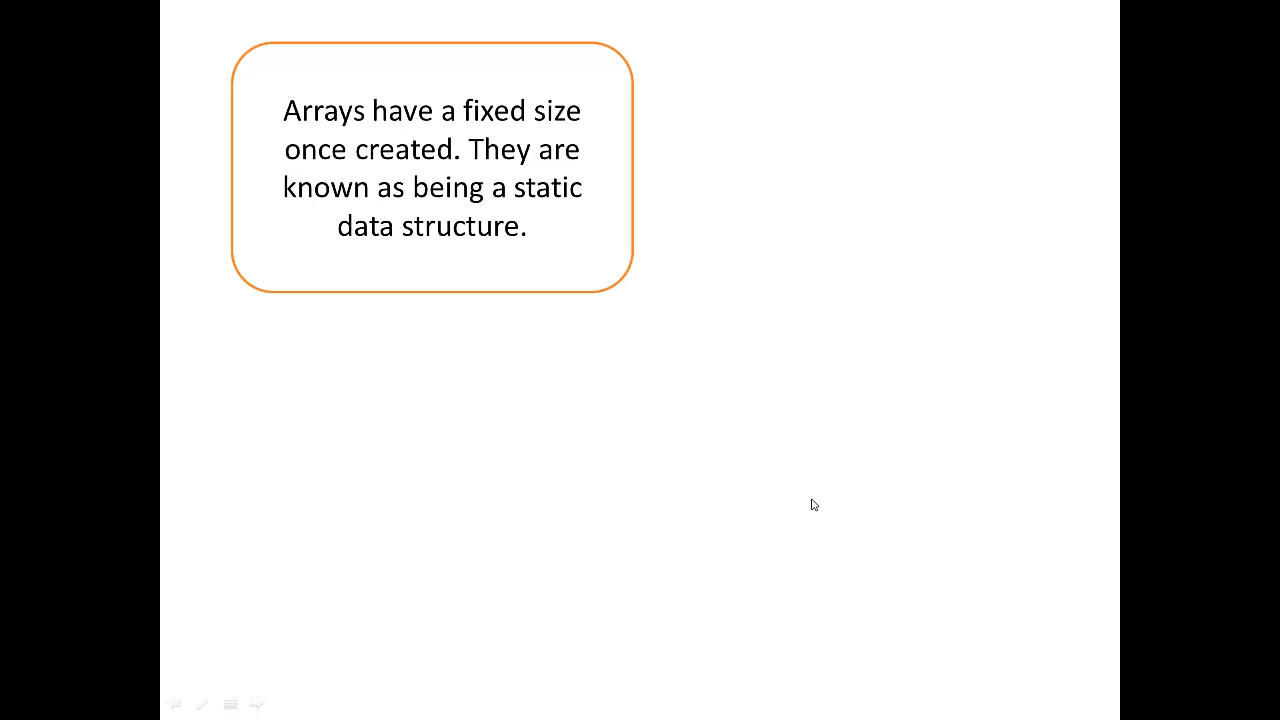 Arrays have a fixed size
once created. They are
known as being a static
data structure.